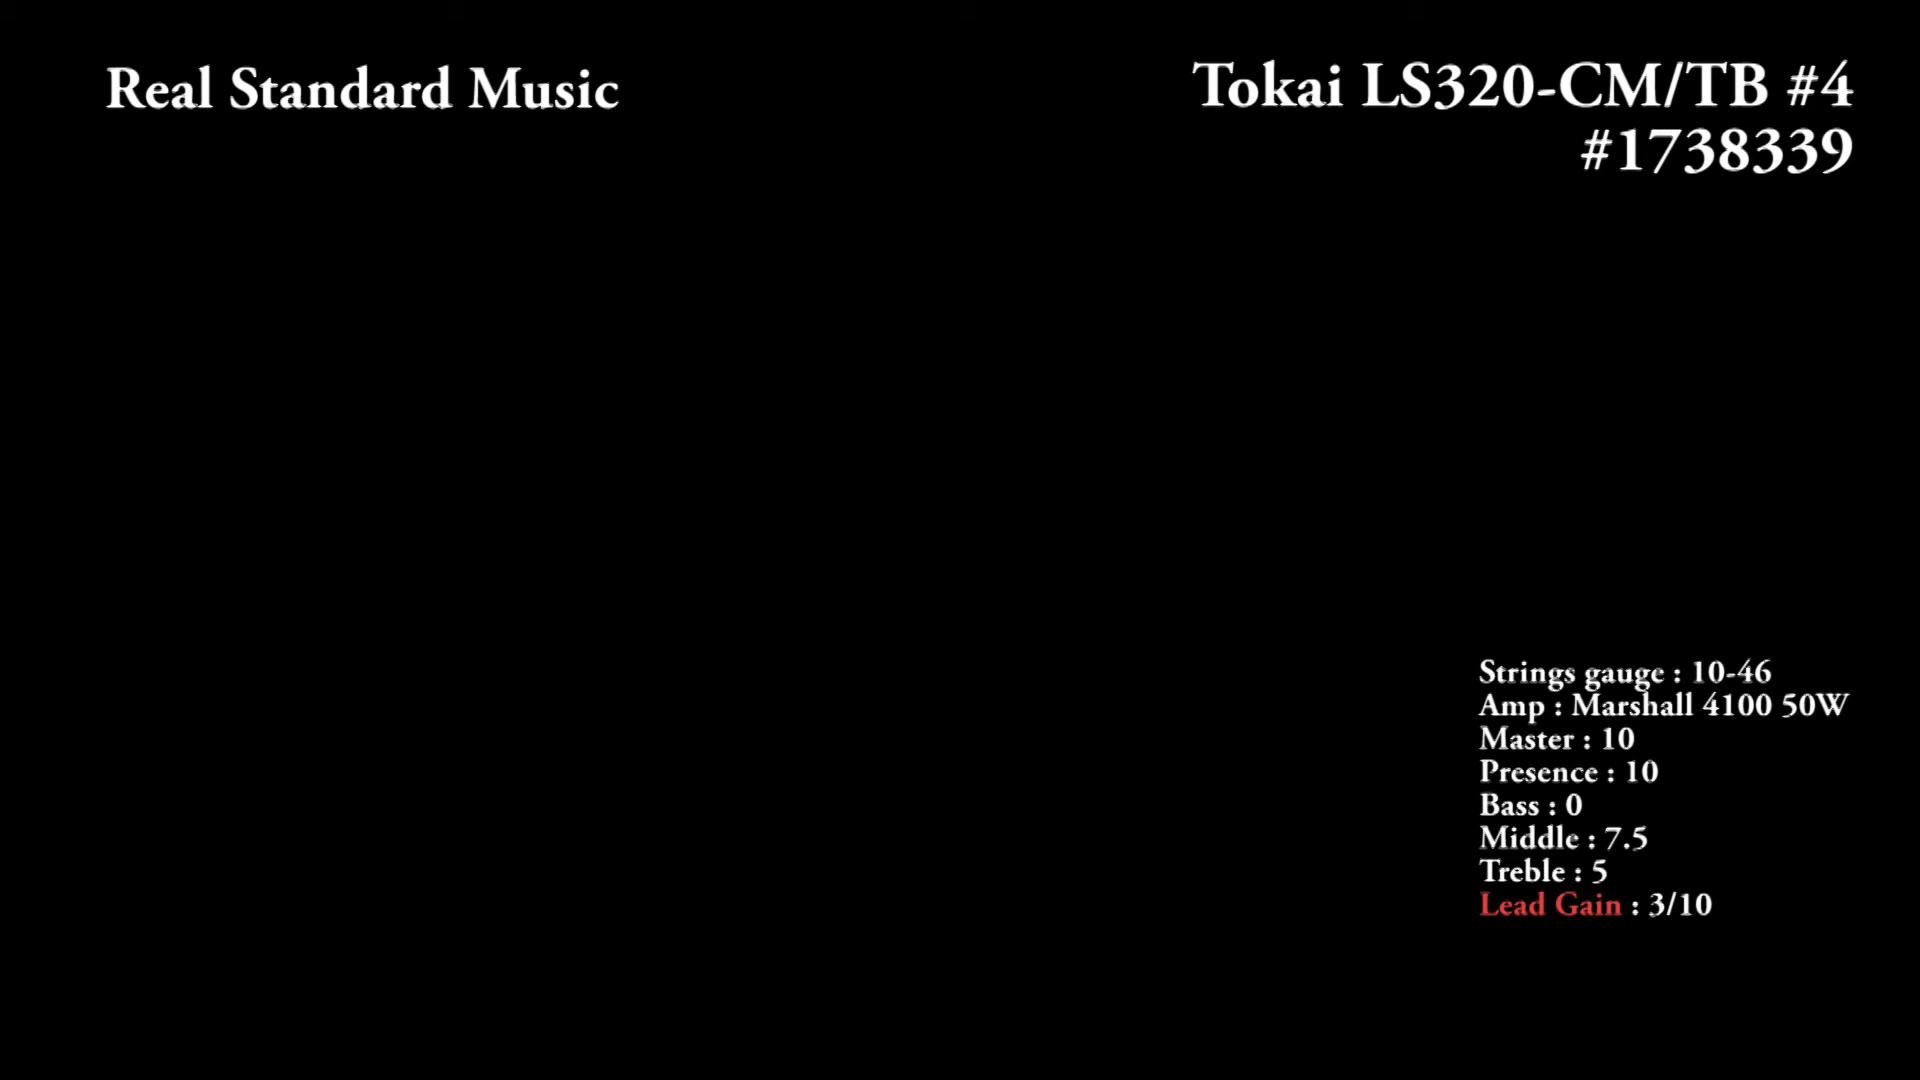 Real Standard Music
Tokai LS320-CM/TB #4
#1738339
Strings gauge : 10-46
Amp : Marshall 4100 50W
Master : 10
Presence : 10
Bass : 0
Middle : 7.5
Treble : 5
Lead Gain : 3/10